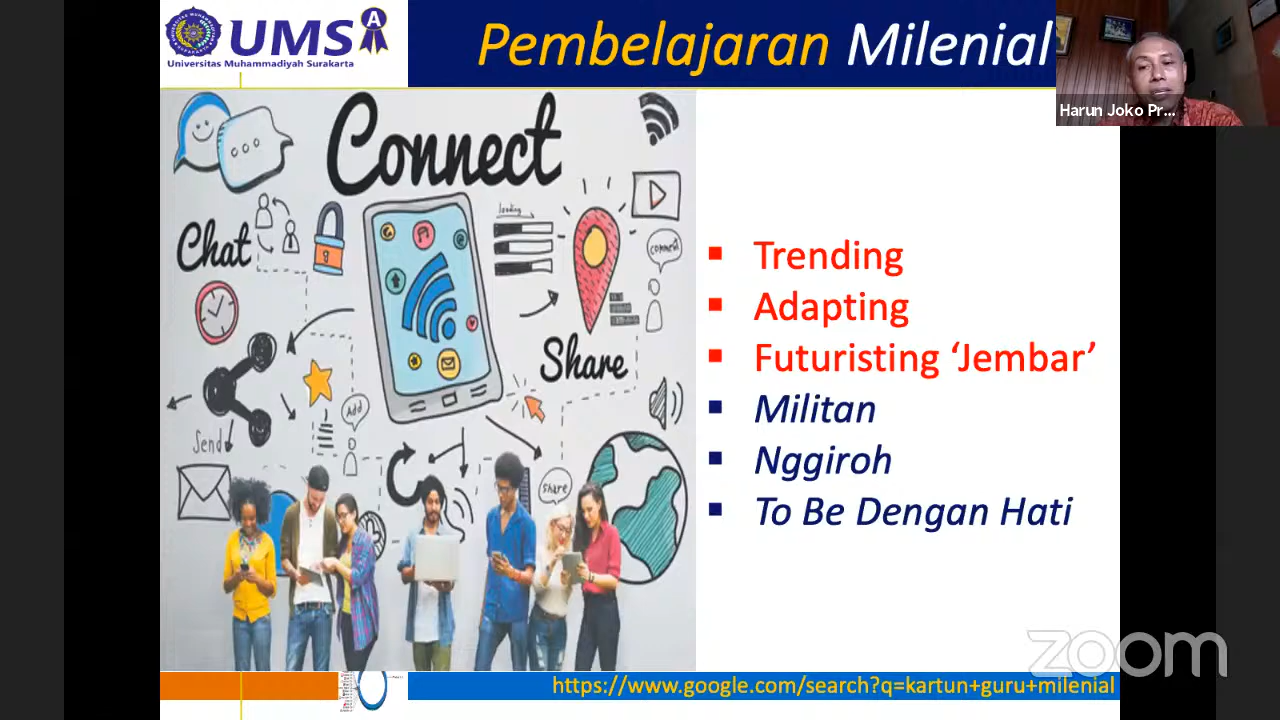 UMS
A
Universitas Muhammadiyah Surakarta
Pembelajaran Milenial
Harun Joko Pr...
Connect
Chat
loading
comment
Share
Add
Send
share
▪ Trending
▪ Adapting
▪ Futuristing ‘Jembar’
▪ Militan
▪ Nggiroh
▪ To Be Dengan Hati
zoom
https://www.google.com/search?q=kartun+guru+milenial